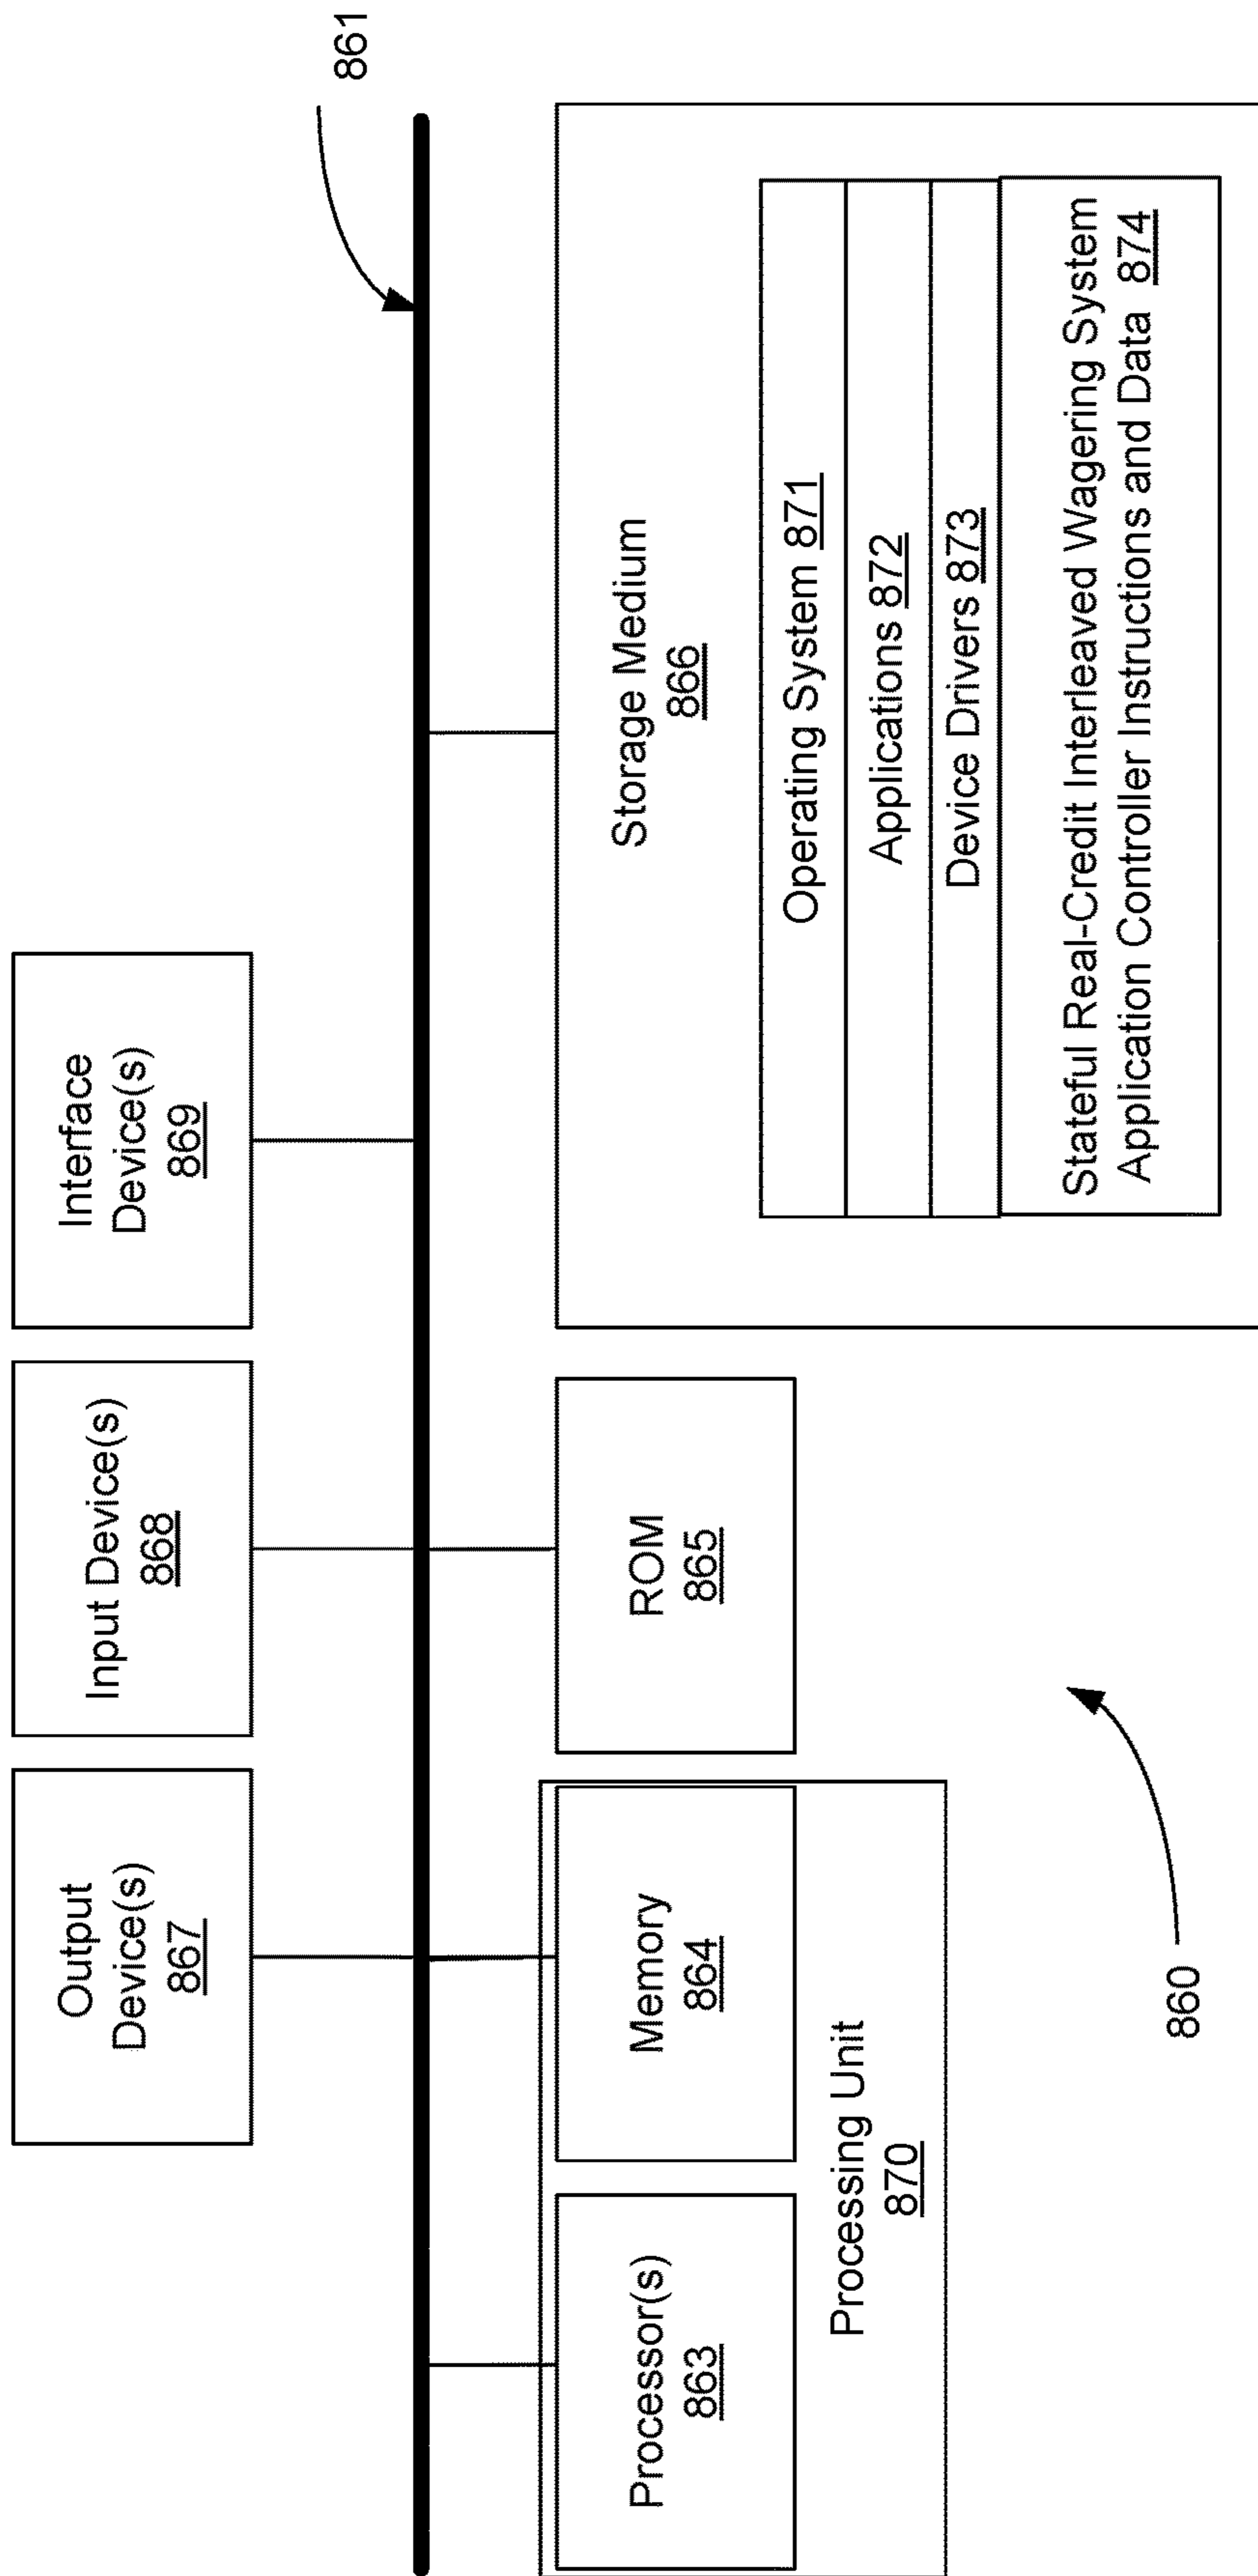 861
Output
Device(s)
867
Input Device(s)
868
Interface
Device(s)
869
Processor(s)
863
Memory
864
Processing Unit
870
ROM
865
Storage Medium
866
Operating System 871
Applications 872
Device Drivers 873
Stateful Real-Credit Interleaved Wagering System
Application Controller Instructions and Data 874
860